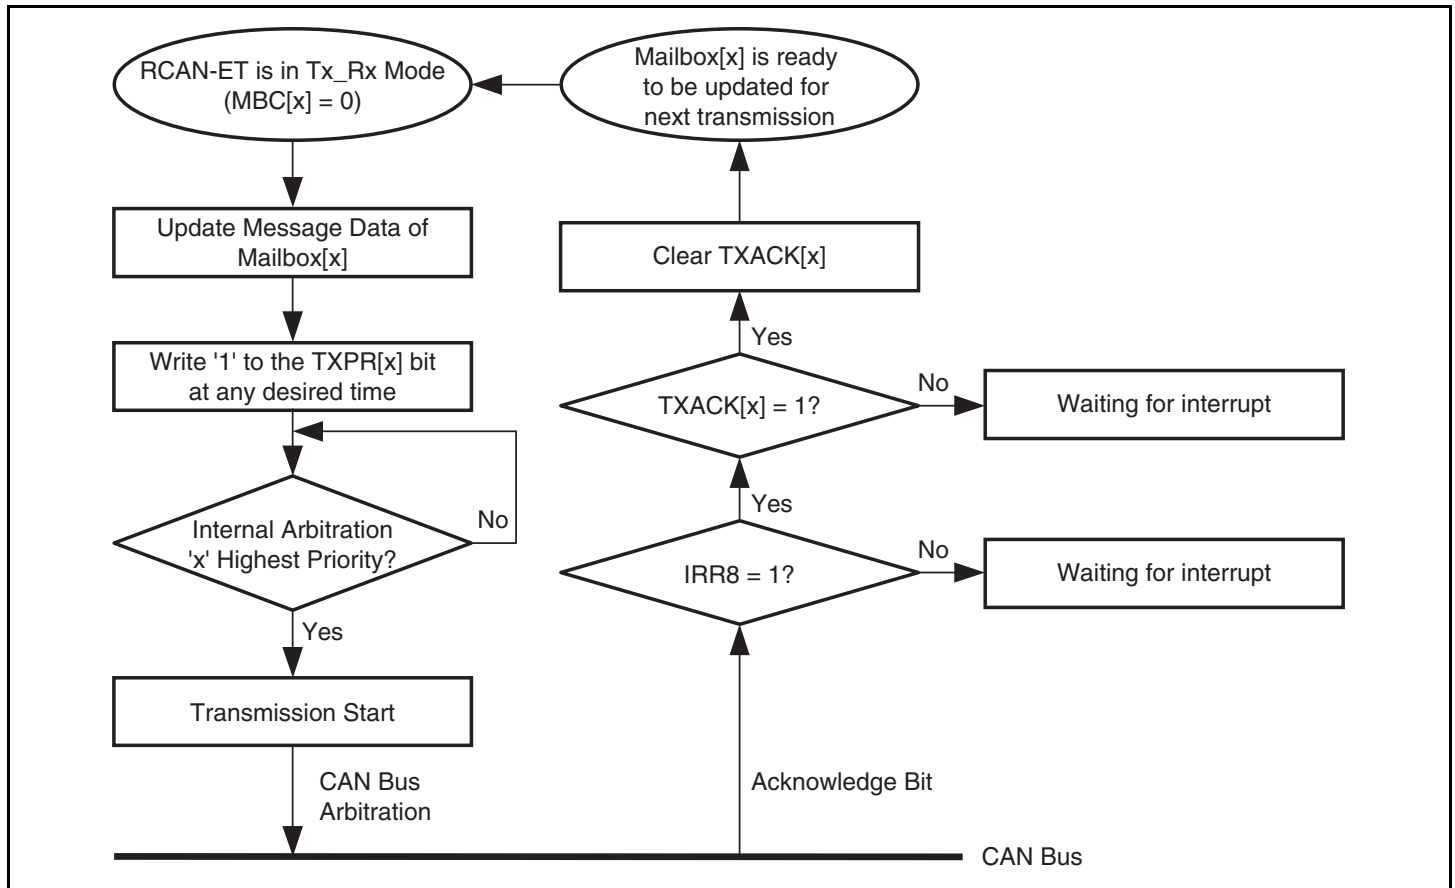 RCAN-ET is in Tx_Rx Mode
(MBC[x] = 0)
Update Message Data of
Mailbox[x]
Write '1' to the TXPR[x] bit
at any desired time
Internal Arbitration
'x' Highest Priority?
No
Yes
Transmission Start
CAN Bus
Arbitration
Mailbox[x] is ready
to be updated for
next transmission
Clear TXACK[x]
Yes
TXACK[x] = 1?
No
Waiting for interrupt
Yes
IRR8 = 1?
No
Waiting for interrupt
Acknowledge Bit
CAN Bus